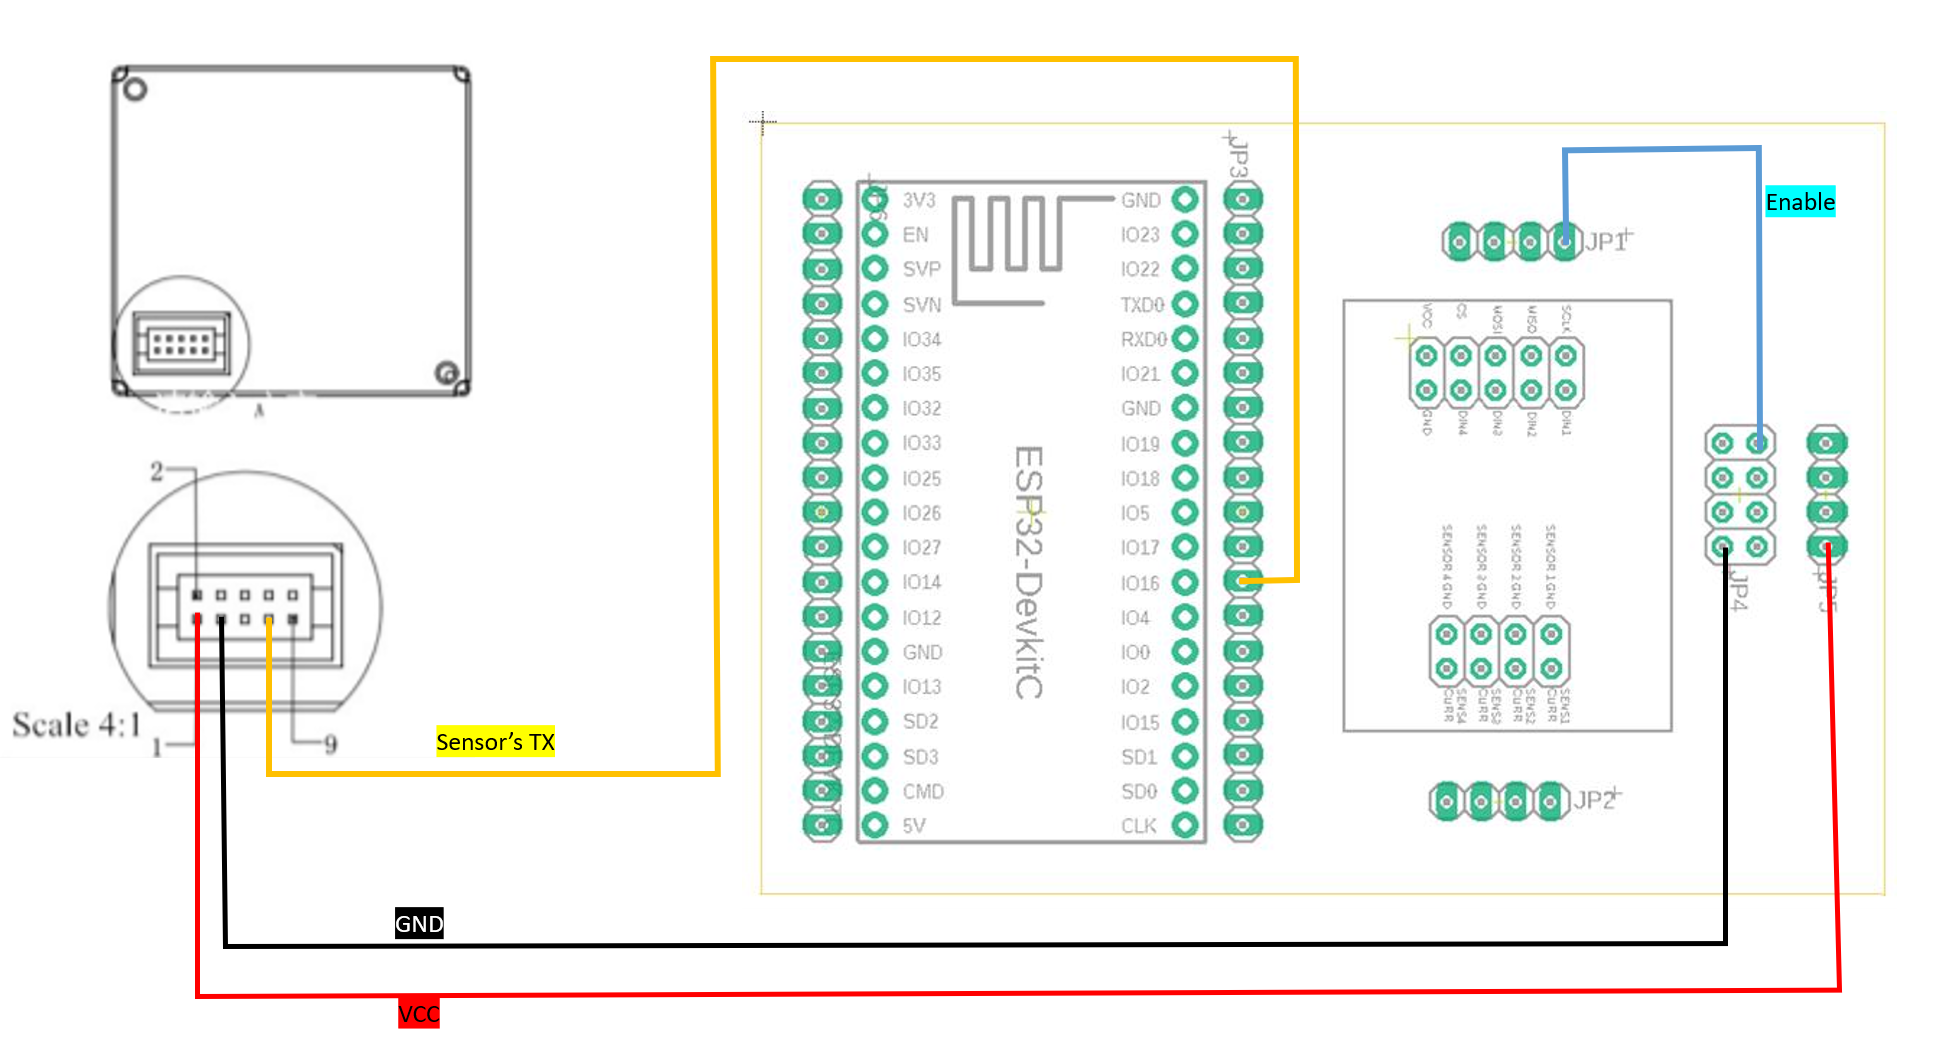 A
2
Scale 4:1
1
9
Sensor's TX
GND
VCC
Enable
JP3
3V3
EN
SVP
SVN
IO34
IO35
IO32
IO33
IO25
IO26
IO27
IO14
IO12
GND
IO13
SD2
SD3
CMD
5V
ESP32-DevkitC
GND
IO23
IO22
TXD0
RXD0
IO21
GND
IO19
IO18
IO5
IO17
IO16
IO4
IO0
IO2
IO15
SD1
SD0
CLK
JP1
VCC
CS
MOSI
MISO
SCLK
GND
DIN4
DIN3
DIN2
DIN1
SENSOR 4 GND
SENSOR 3 GND
SENSOR 2 GND
SENSOR 1 GND
SENS4 CURR
SENS3 CURR
SENS2 CURR
SENS1 CURR
JP2
JP4
JP5